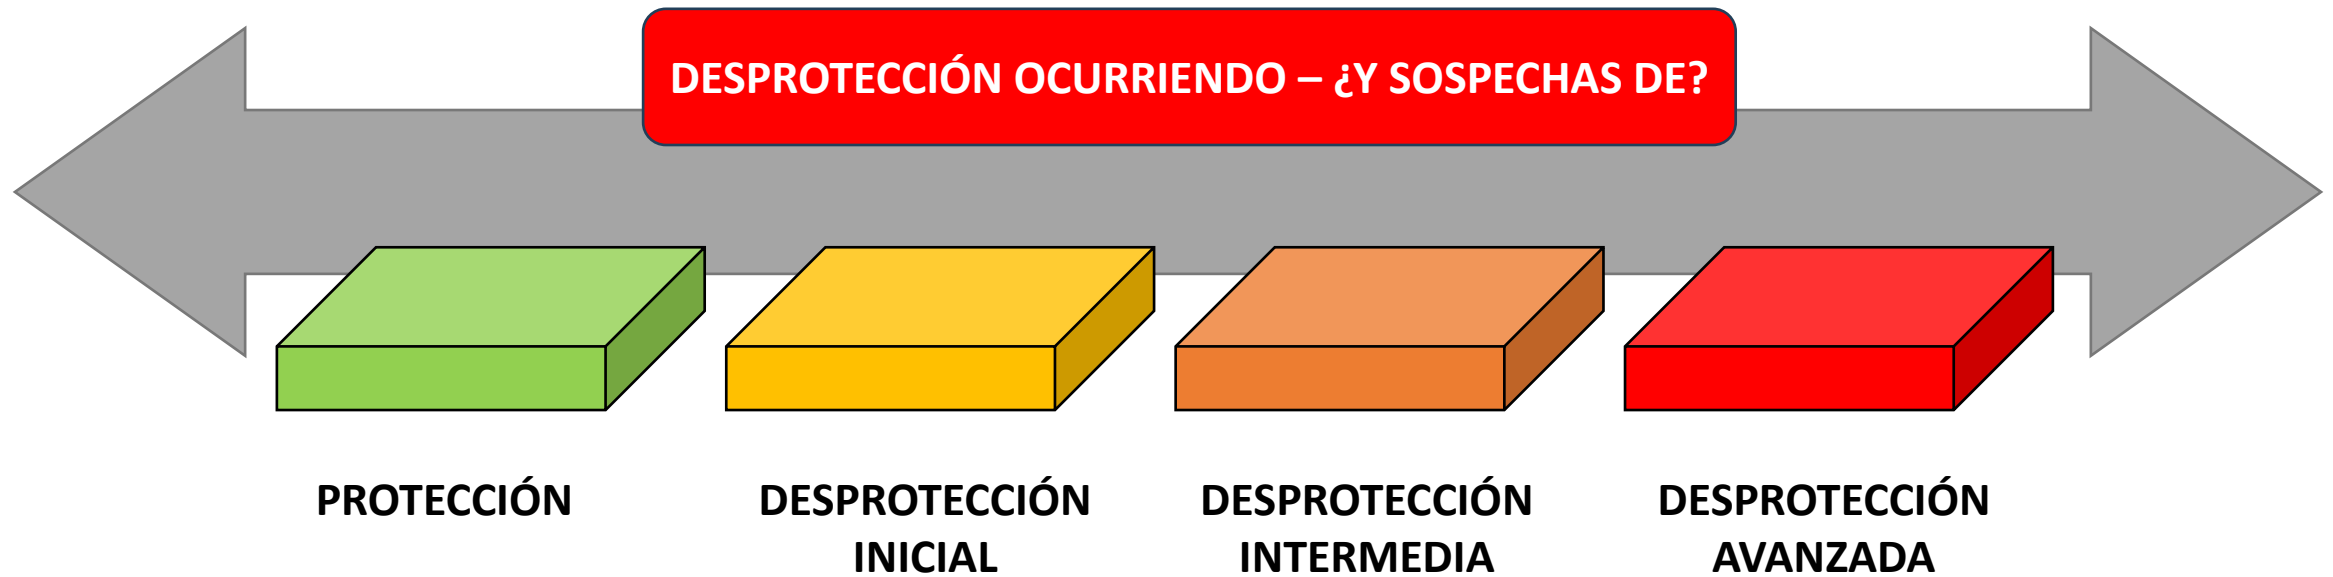 DESPROTECCIÓN OCURRIENDO – ¿Y SOSPECHAS DE?
PROTECCIÓN
DESPROTECCIÓN
INICIAL
DESPROTECCIÓN
INTERMEDIA
DESPROTECCIÓN
AVANZADA